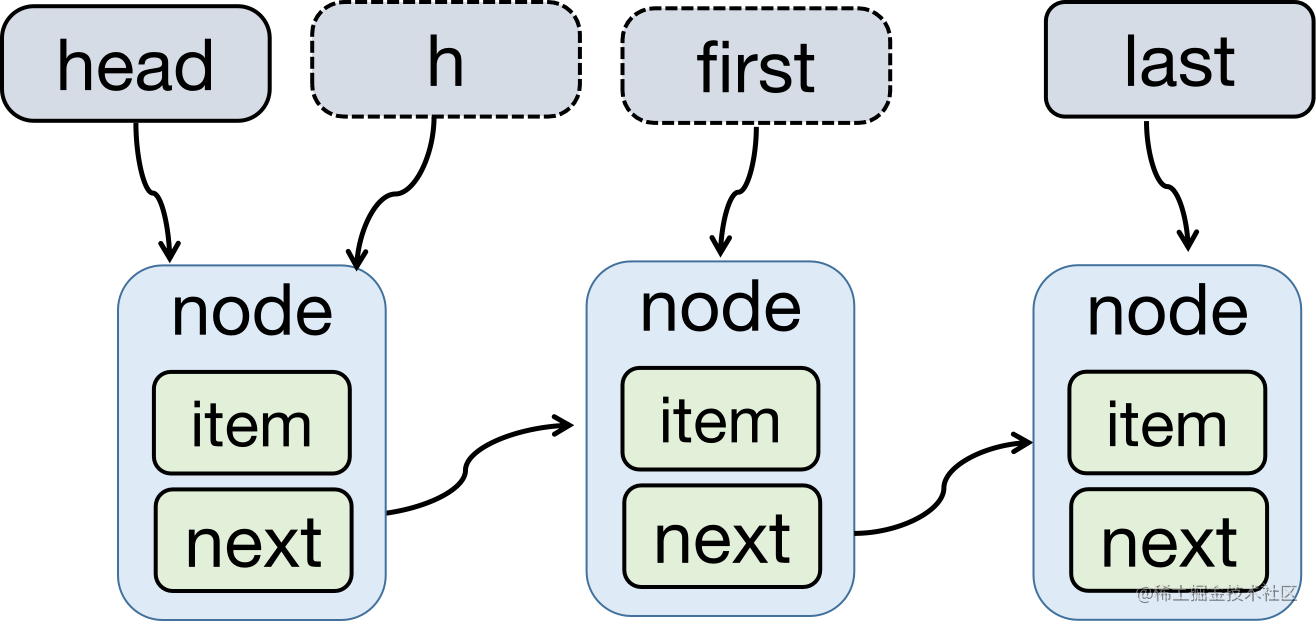 head
h
first
last
node
node
node
item
item
item
next
next
next
@稀土掘金技术社区